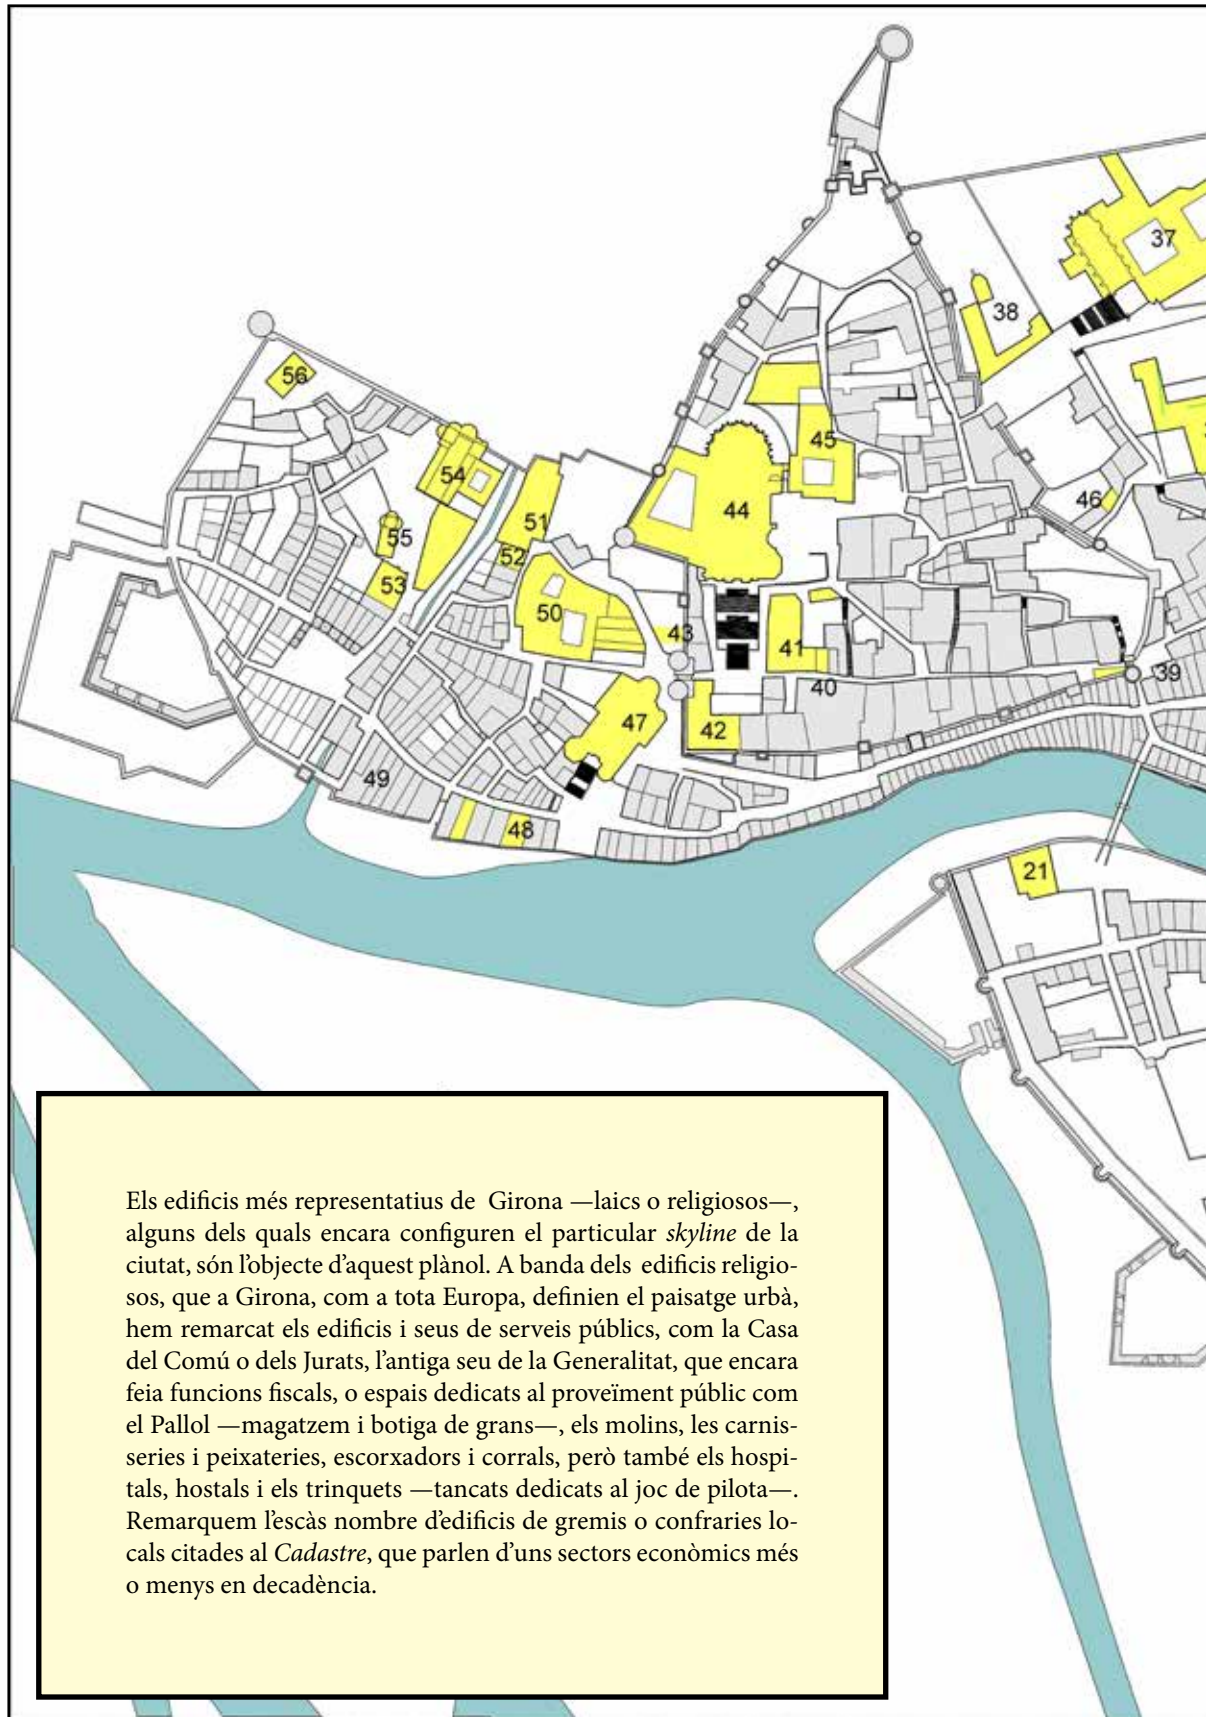 37
38
56
45
54
46
44
51
55
52
53
50
43
41
39
40
47
42
49
48
21
Els edificis més representatius de Girona —laics o religiosos—,
alguns dels quals encara configuren el particular skyline de la
ciutat, són l'objecte d'aquest plànol. A banda dels edificis religio-
sos, que a Girona, com a tota Europa, definien el paisatge urbà,
hem remarcat els edificis i seus de serveis públics, com la Casa
del Comú o dels Jurats, l'antiga seu de la Generalitat, que encara
feia funcions fiscals, o espais dedicats al proveïment públic com
el Pallol —magatzem i botiga de grans—, els molins, les carnis-
series i peixateries, escorxadors i corrals, però també els hospi-
tals, hostals i els trinquets —tancats dedicats al joc de pilota—.
Remarquem l'escàs nombre d'edificis de gremis o confraries lo-
cals citades al Cadastre, que parlen d'uns sectors econòmics més
o menys en decadència.